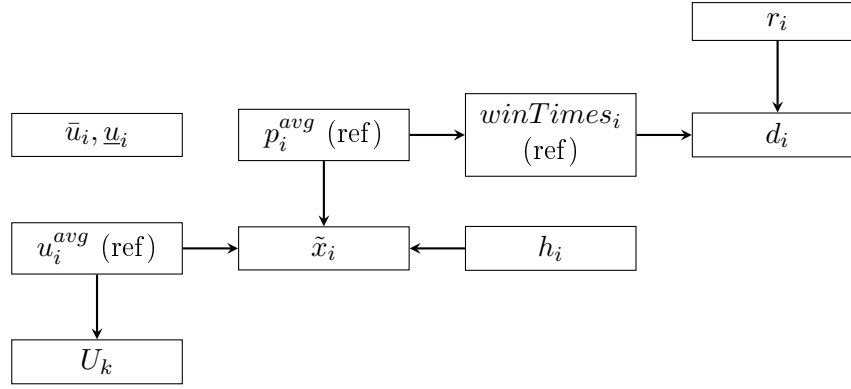 r_i
ū_i, u̲_i
p_i^{avg} (ref)
winTimes_i
(ref)
d_i
u_i^{avg} (ref)
x̃_i
h_i
U_k